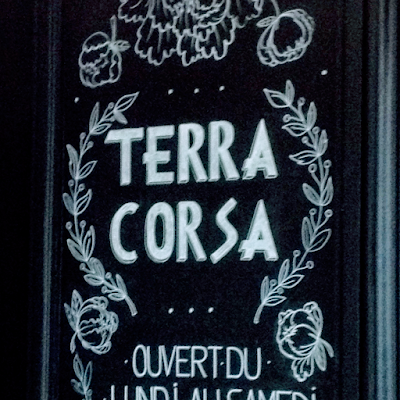 TERRA
CORSA
OUVERT·DU
LUNDI AU SAMEDI